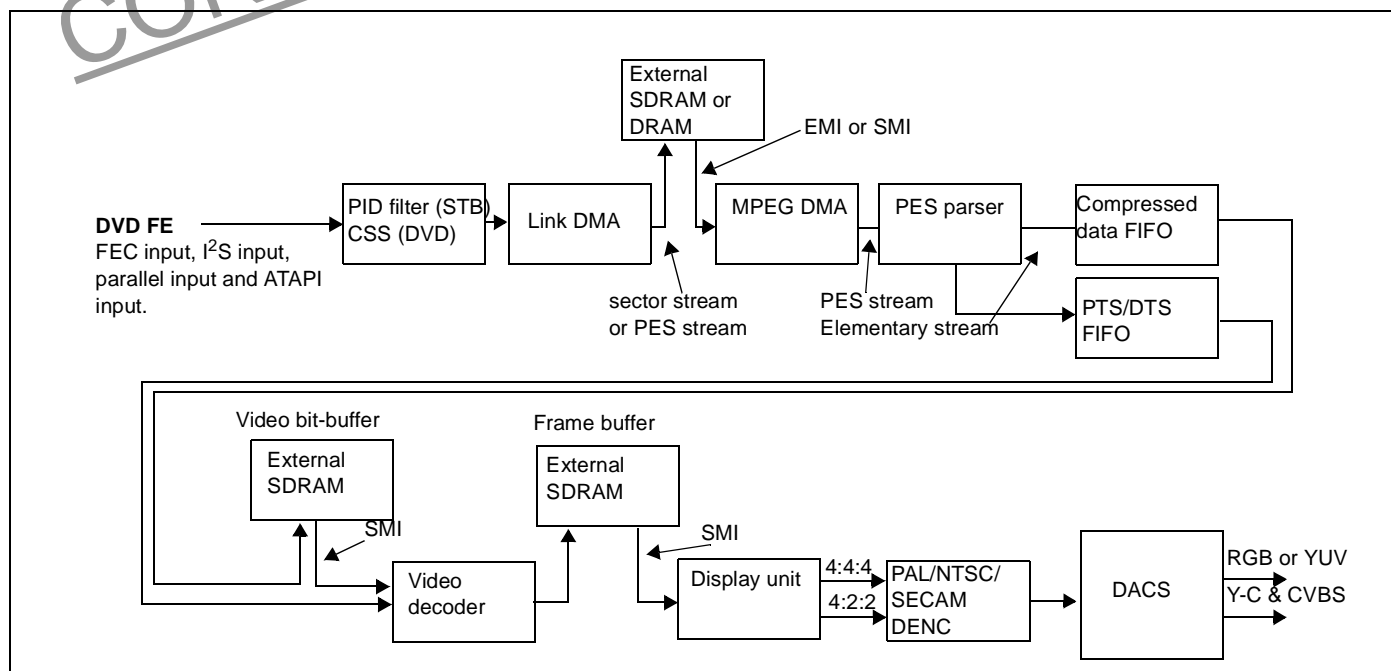 External
SDRAM or
DRAM
EMI or SMI
DVD FE
FEC input, I²S input,
parallel input and ATAPI
input.
PID filter (STB)
CSS (DVD)
Link DMA
MPEG DMA
PES parser
Compressed
data FIFO
sector stream
or PES stream
PES stream
Elementary stream
PTS/DTS
FIFO
Video bit-buffer
External
SDRAM
SMI
Video
decoder
Frame buffer
External
SDRAM
SMI
Display unit
4:4:4
4:2:2
PAL/NTSC/
SECAM
DENC
DACS
RGB or YUV
Y-C & CVBS